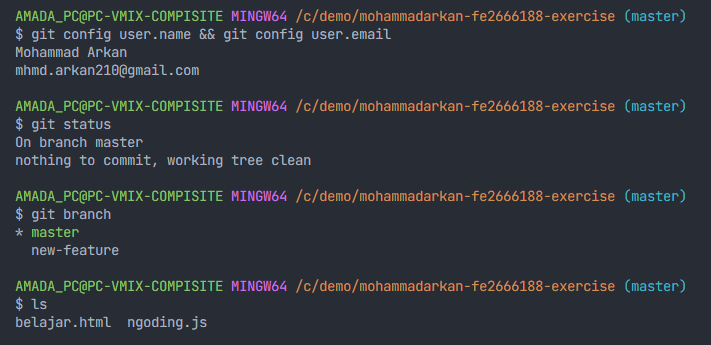 AMADA_PC@PC-VMIX-COMPISITE MINGW64 /c/demo/mohammadarkan-fe2666188-exercise (master)
$ git config user.name && git config user.email
Mohammad Arkan
mhmd.arkan210@gmail.com
AMADA_PC@PC-VMIX-COMPISITE MINGW64 /c/demo/mohammadarkan-fe2666188-exercise (master)
$ git status
On branch master
nothing to commit, working tree clean
AMADA_PC@PC-VMIX-COMPISITE MINGW64 /c/demo/mohammadarkan-fe2666188-exercise (master)
$ git branch
* master
  new-feature
AMADA_PC@PC-VMIX-COMPISITE MINGW64 /c/demo/mohammadarkan-fe2666188-exercise (master)
$ ls
belajar.html  ngoding.js